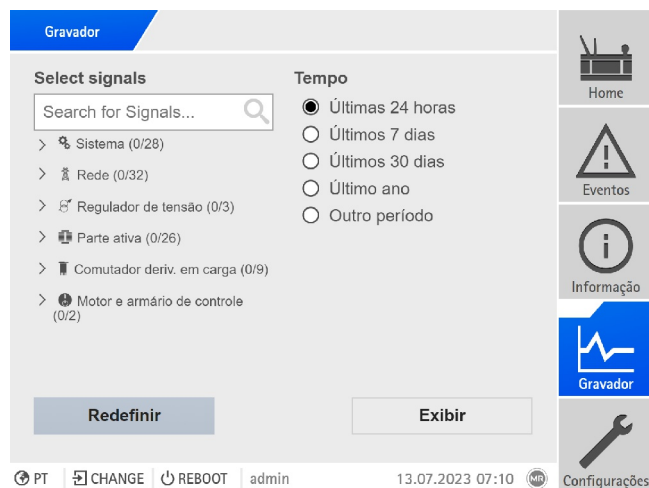 Gravador
Select signals
Search for Signals...
Sistema (0/28)
Rede (0/32)
Regulador de tensão (0/3)
Parte ativa (0/26)
Comutador deriv. em carga (0/9)
Motor e armário de controle
(0/2)
Tempo
Últimas 24 horas
Últimos 7 dias
Últimos 30 dias
Último ano
Outro período
Redefinir
Exibir
Home
Eventos
Informação
Gravador
Configurações
PT CHANGE REBOOT admin 13.07.2023 07:10 MR